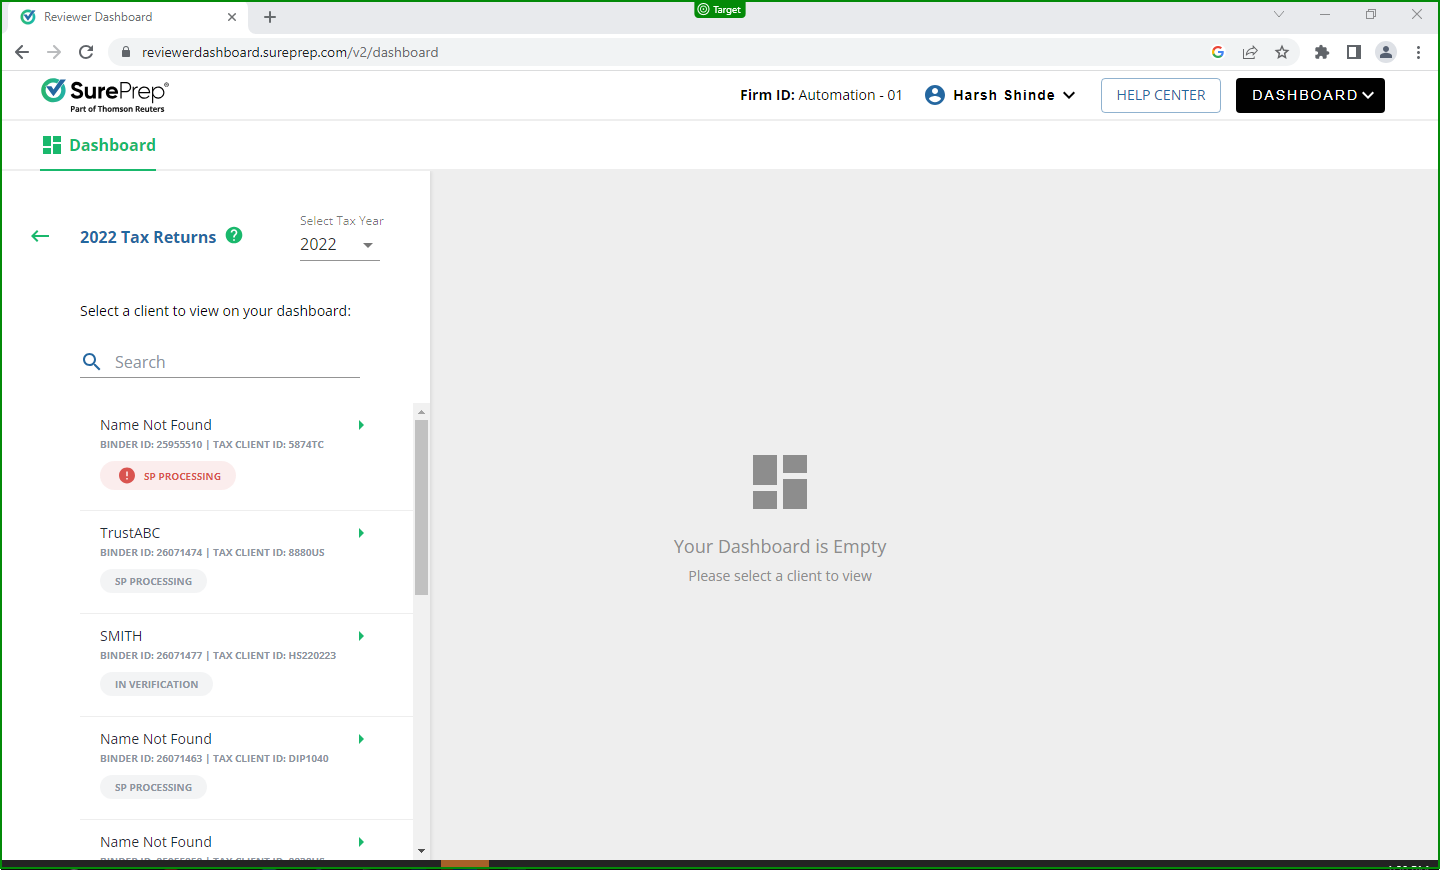 Target
Reviewer Dashboard
reviewerdashboard.sureprep.com/v2/dashboard
SurePrep®
Part of Thomson Reuters
Firm ID: Automation - 01
Harsh Shinde
HELP CENTER
DASHBOARD
Dashboard
2022 Tax Returns
Select Tax Year
2022
Select a client to view on your dashboard:
Search
Name Not Found
BINDER ID: 25955510 | TAX CLIENT ID: 5874TC
SP PROCESSING
TrustABC
BINDER ID: 26071474 | TAX CLIENT ID: 8880US
SP PROCESSING
SMITH
BINDER ID: 26071477 | TAX CLIENT ID: HS220223
IN VERIFICATION
Name Not Found
BINDER ID: 26071463 | TAX CLIENT ID: DIP1040
SP PROCESSING
Name Not Found
Your Dashboard is Empty
Please select a client to view